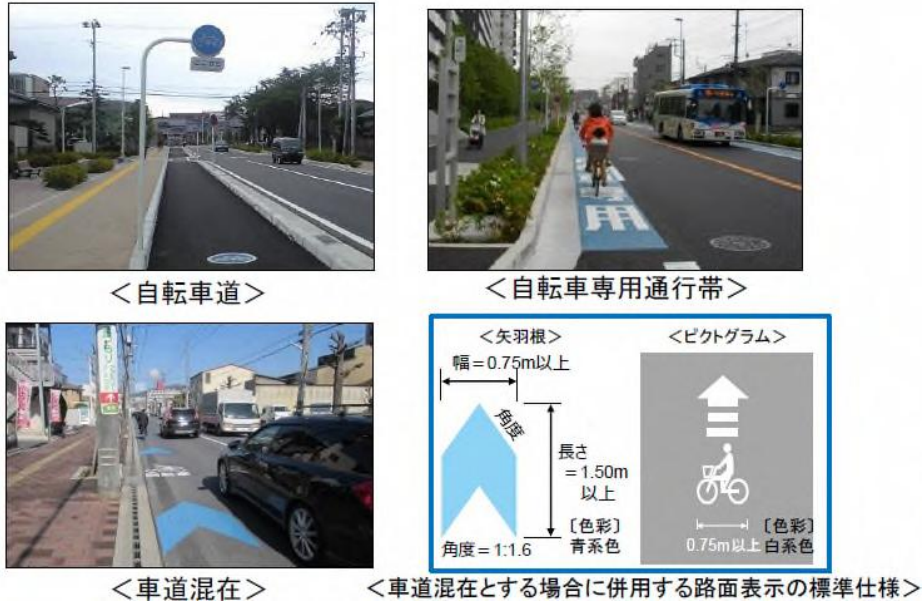 <自転車道>
用
<自転車専用通行帯>
<車道混在>
<矢羽根>
幅=0.75m以上
角度
長さ
=1.50m
以上
〔色彩〕
青系色
角度=1:1.6
<ピクトグラム>
0.75m以上
〔色彩〕
白系色
<車道混在とする場合に併用する路面表示の標準仕様>